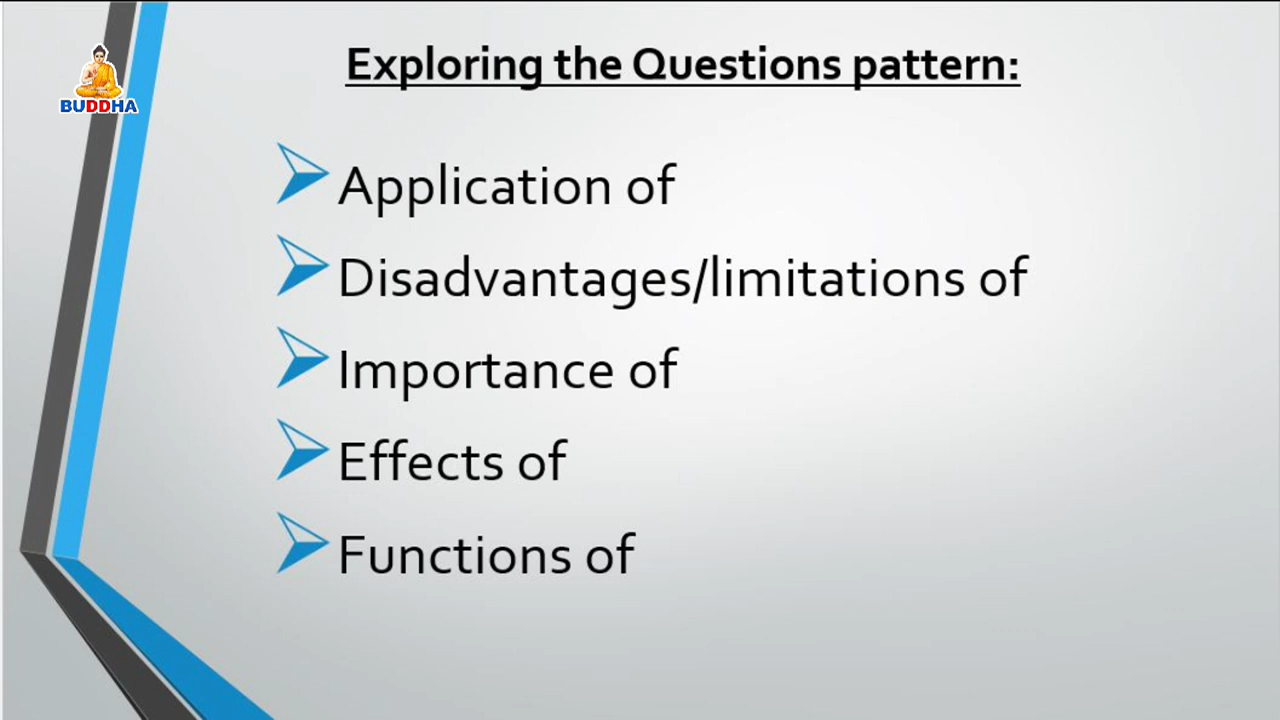 BUDDHA
Exploring the Questions pattern:
Application of
Disadvantages/limitations of
Importance of
Effects of
Functions of